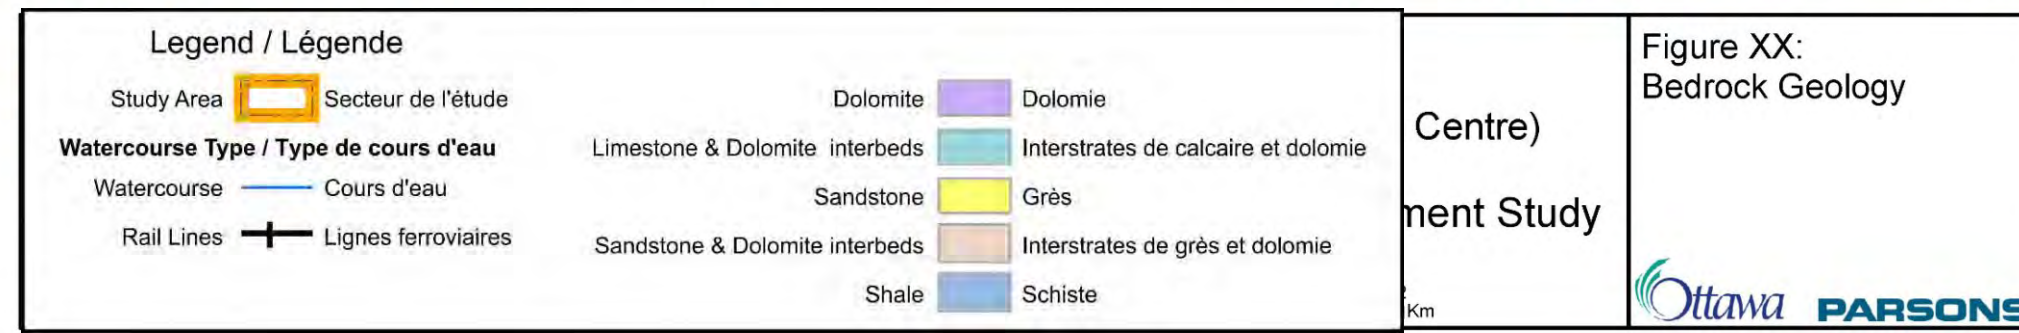 Legend / Légende
Study Area Secteur de l'étude
Watercourse Type / Type de cours d'eau
Watercourse Cours d'eau
Rail Lines Lignes ferroviaires
Dolomite Dolomie
Limestone & Dolomite interbeds Interstrates de calcaire et dolomie
Sandstone Grès
Sandstone & Dolomite interbeds Interstrates de grès et dolomie
Shale Schiste
Centre)
Study
Km
Figure XX:
Bedrock Geology
Ottawa PARSONS